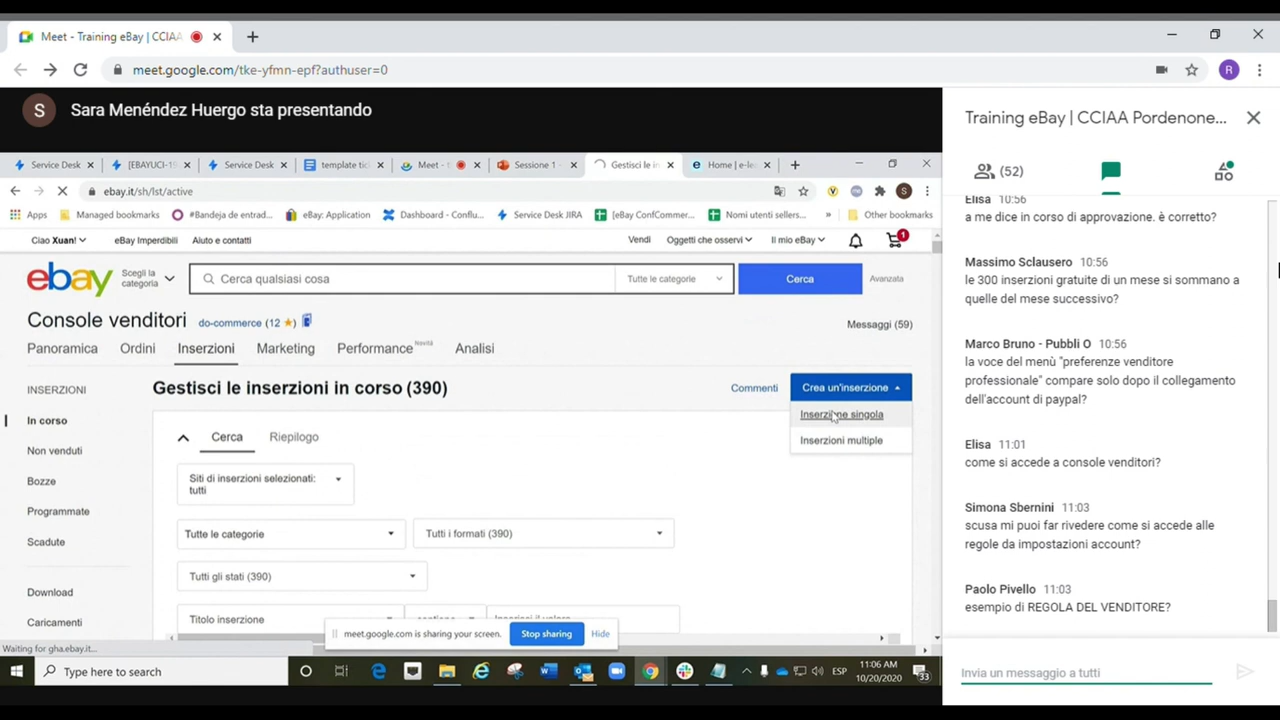 Meet - Training eBay | CCIAA
meet.google.com/tke-yfmn-epf?authuser=0
R
S
Sara Menéndez Huergo sta presentando
Service Desk
[EBAYUCI-19
Service Desk
template tic
Meet -
Sessione 1 -
Gestisci le in
Home | e-le
ebay.it/sh/lst/active
S
Apps
Managed bookmarks
#Bandeja de entrad...
eBay: Application
Dashboard - Conflu...
Service Desk JIRA
[eBay ConfCommer...
Nomi utenti sellers...
»
Other bookmarks
Ciao Xuan!
eBay Imperdibili
Aiuto e contatti
Vendi
Oggetti che osservi
Il mio eBay
1
ebay
Scegli la
categoria
Cerca qualsiasi cosa
Tutte le categorie
Cerca
Avanzata
Console venditori
do-commerce (12 ★)
Messaggi (59)
Panoramica
Ordini
Inserzioni
Marketing
Performance
Novità
Analisi
INSERZIONI
Gestisci le inserzioni in corso (390)
Commenti
Crea un'inserzione
Inserzione singola
Inserzioni multiple
In corso
Non venduti
Bozze
Programmate
Scadute
Download
Caricamenti
Cerca
Riepilogo
Siti di inserzioni selezionati:
tutti
Tutte le categorie
Tutti i formati (390)
Tutti gli stati (390)
Titolo inserzione
meet.google.com is sharing your screen.
Stop sharing
Hide
Waiting for gha.ebay.it...
Type here to search
ESP
11:06 AM
10/20/2020
33
Training eBay | CCIAA Pordenone...
(52)
Elisa 10:56
a me dice in corso di approvazione. è corretto?
Massimo Sclausero 10:56
le 300 inserzioni gratuite di un mese si sommano a
quelle del mese successivo?
Marco Bruno - Pubbli O 10:56
la voce del menù "preferenze venditore
professionale" compare solo dopo il collegamento
dell'account di paypal?
Elisa 11:01
come si accede a console venditori?
Simona Sbernini 11:03
scusa mi puoi far rivedere come si accede alle
regole da impostazioni account?
Paolo Pivello 11:03
esempio di REGOLA DEL VENDITORE?
Invia un messaggio a tutti